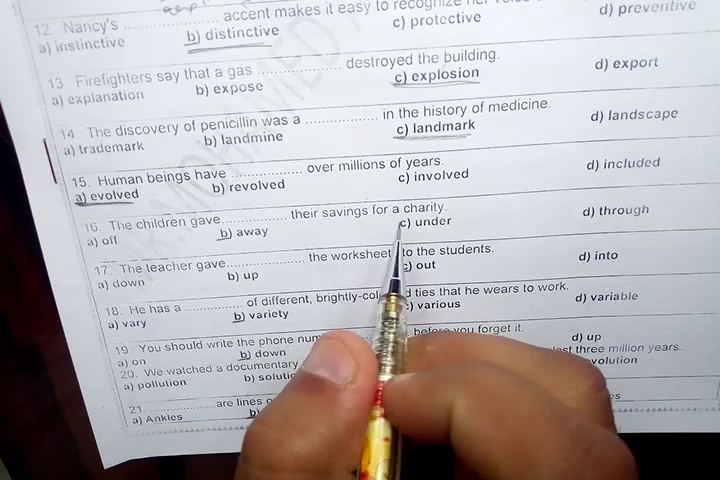 12. Nancy's .................. accent makes it easy to recognize her
a) instinctive b) distinctive c) protective d) preventive
13. Firefighters say that a gas .................. destroyed the building.
a) explanation b) expose c) explosion d) export
14. The discovery of penicillin was a .................. in the history of medicine.
a) trademark b) landmine c) landmark d) landscape
15. Human beings have .................. over millions of years.
a) evolved b) revolved c) involved d) included
16. The children gave.................. their savings for a charity.
a) off b) away c) under d) through
17. The teacher gave.................. the worksheet to the students.
a) down b) up c) out d) into
18. He has a .................. of different, brightly-col d ties that he wears to work.
a) vary b) variety c) various d) variable
19. You should write the phone num before you forget it.
a) on b) down d) up
20. We watched a documentary last three million years.
a) pollution b) solutio volution
21. .................. are lines o
a) Ankles b) es